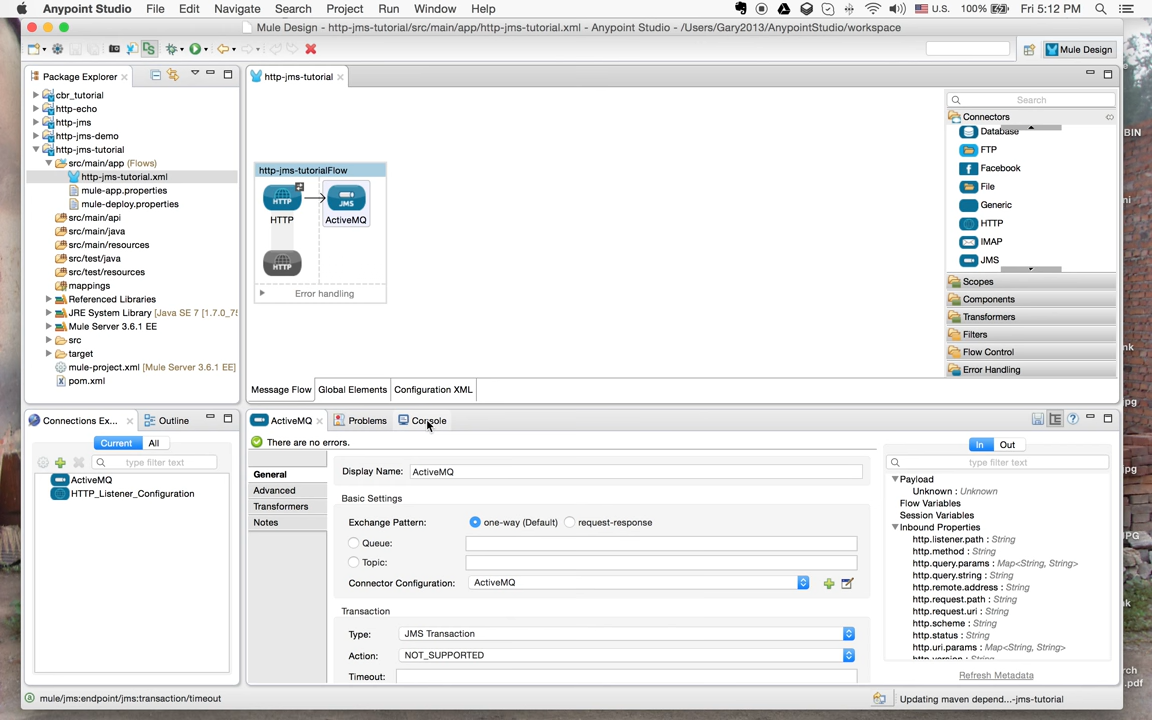 Anypoint Studio File Edit Navigate Search Project Run Window Help U.S. 100% Fri 5:12 PM
Mule Design - http-jms-tutorial/src/main/app/http-jms-tutorial.xml - Anypoint Studio - /Users/Gary2013/AnypointStudio/workspace
Mule Design
Package Explorer
cbr_tutorial
http-echo
http-jms
http-jms-demo
http-jms-tutorial
src/main/app (Flows)
http-jms-tutorial.xml
mule-app.properties
mule-deploy.properties
src/main/api
src/main/java
src/main/resources
src/test/java
src/test/resources
mappings
Referenced Libraries
JRE System Library [Java SE 7 [1.7.0_75
Mule Server 3.6.1 EE
src
target
mule-project.xml [Mule Server 3.6.1 EE]
pom.xml
http-jms-tutorial
http-jms-tutorialFlow
HTTP
JMS
HTTP
ActiveMQ
HTTP
Error handling
Message Flow Global Elements Configuration XML
Search
Connectors
Database
FTP
Facebook
File
Generic
HTTP
IMAP
JMS
Scopes
Components
Transformers
Filters
Flow Control
Error Handling
Connections Ex... Outline
Current All
type filter text
ActiveMQ
HTTP_Listener_Configuration
ActiveMQ Problems Console
There are no errors.
General
Advanced
Transformers
Notes
Display Name: ActiveMQ
Basic Settings
Exchange Pattern: one-way (Default) request-response
Queue:
Topic:
Connector Configuration: ActiveMQ
Transaction
Type: JMS Transaction
Action: NOT_SUPPORTED
Timeout:
In Out
type filter text
Payload
Unknown : Unknown
Flow Variables
Session Variables
Inbound Properties
http.listener.path : String
http.method : String
http.query.params : Map<String, String>
http.query.string : String
http.remote.address : String
http.request.path : String
http.request.uri : String
http.scheme : String
http.status : String
http.uri.params : Map<String, String>
http.version : String
Refresh Metadata
mule/jms:endpoint/jms:transaction/timeout
Updating maven depend...-jms-tutorial
BIN
ni
nk
jpg
jpg
JPG
k
rch
.pdf